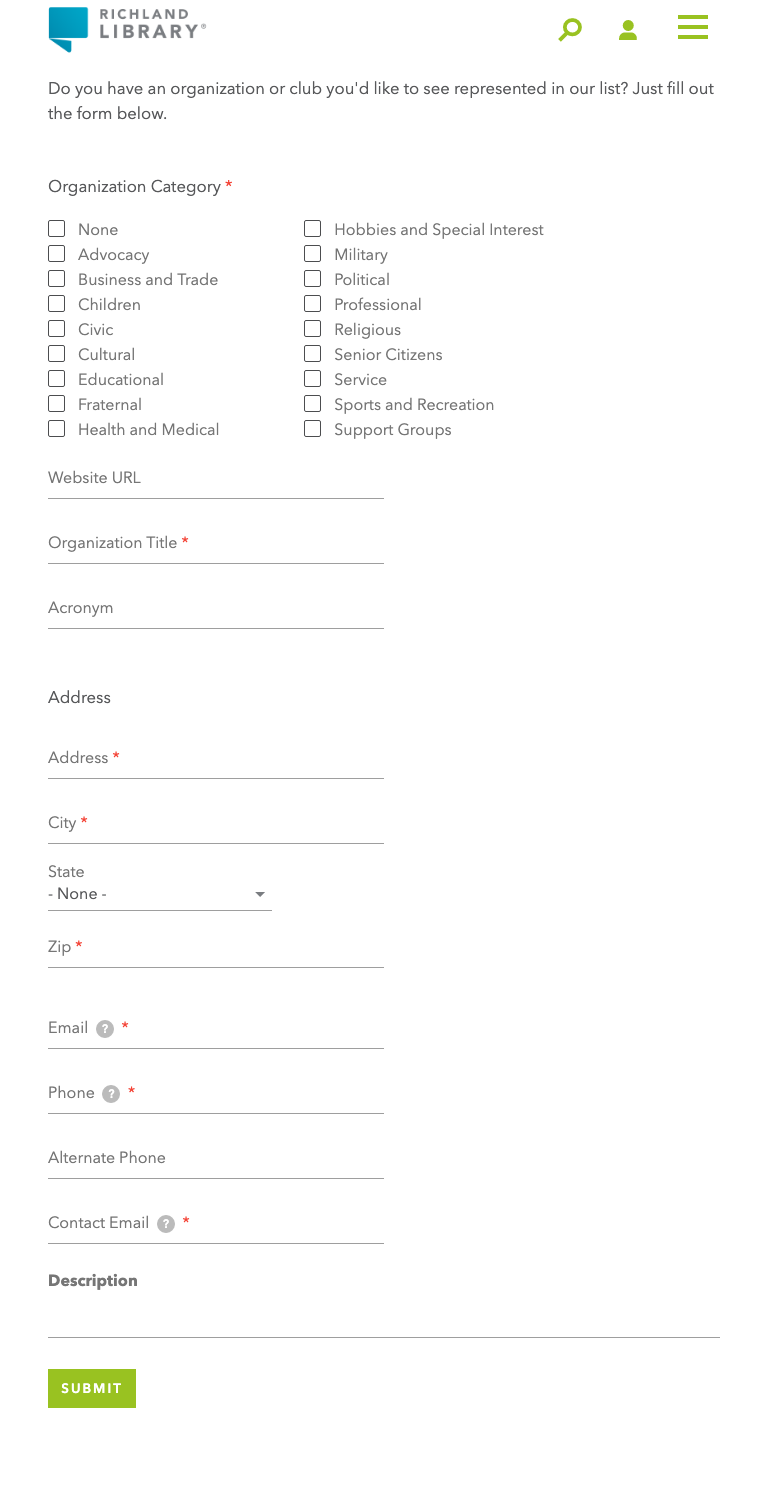 RICHLAND
LIBRARY®
Do you have an organization or club you'd like to see represented in our list? Just fill out
the form below.
Organization Category *
None
Advocacy
Business and Trade
Children
Civic
Cultural
Educational
Fraternal
Health and Medical
Hobbies and Special Interest
Military
Political
Professional
Religious
Senior Citizens
Service
Sports and Recreation
Support Groups
Website URL
Organization Title *
Acronym
Address
Address *
City *
State
- None -
Zip *
Email ? *
Phone ? *
Alternate Phone
Contact Email ? *
Description
SUBMIT